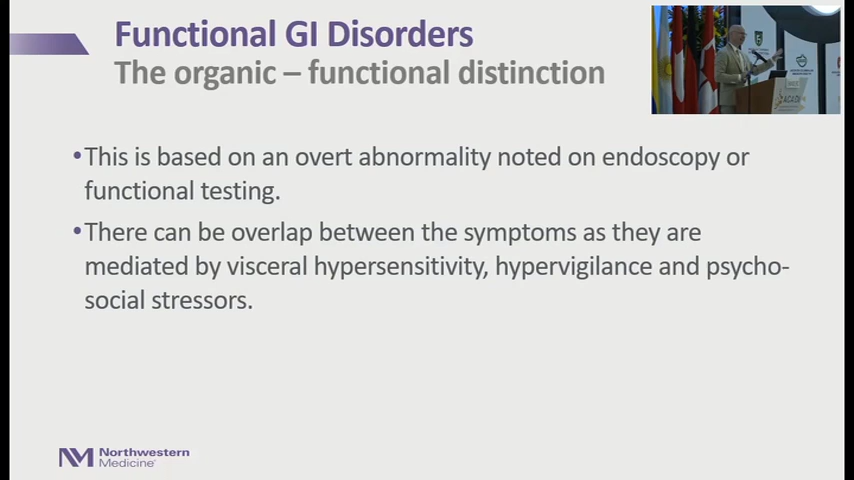 Functional GI Disorders
The organic – functional distinction
•This is based on an overt abnormality noted on endoscopy or
functional testing.
•There can be overlap between the symptoms as they are
mediated by visceral hypersensitivity, hypervigilance and psycho-
social stressors.
Northwestern
Medicine